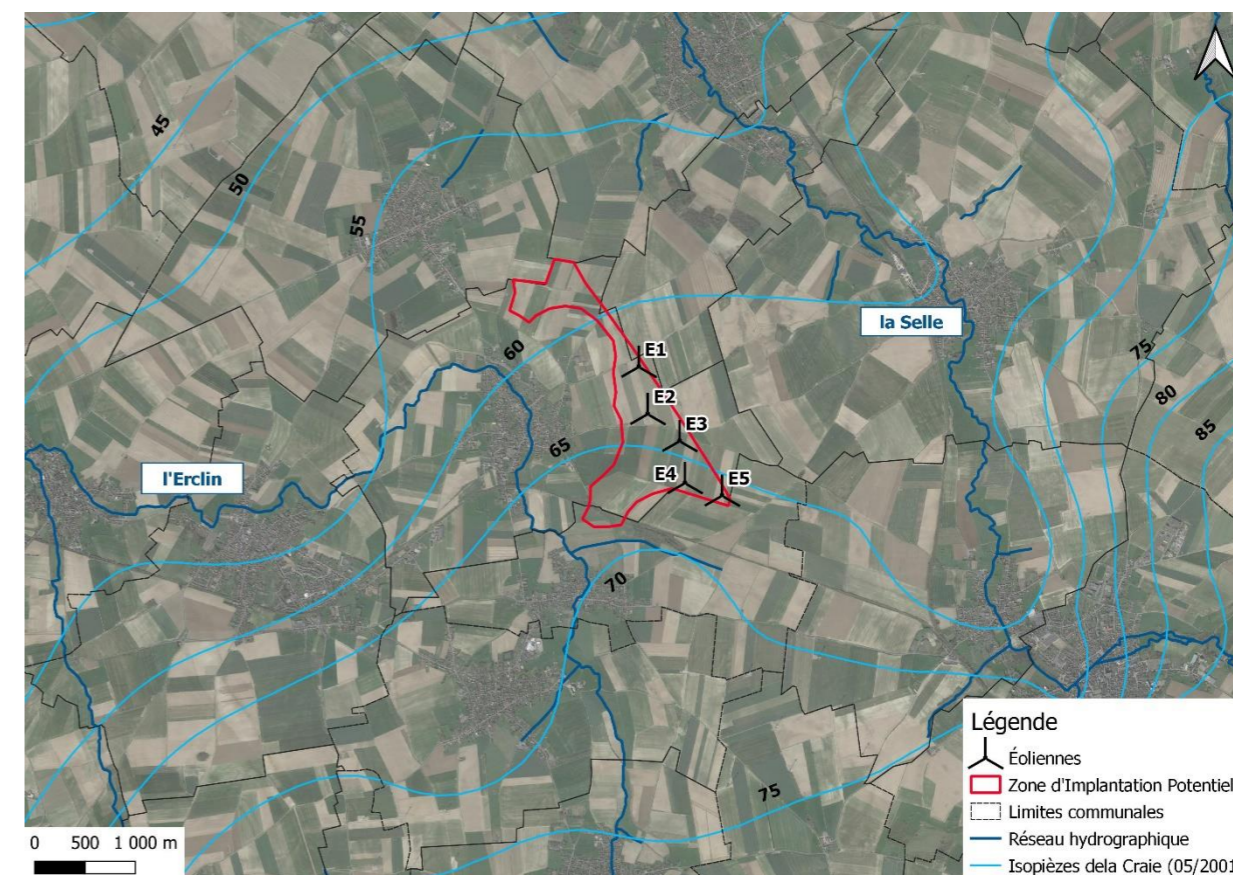 45
50
55
60
la Selle
75
80
85
E1
E2
E3
65
E4
E5
l'Erclin
70
75
Légende
Éoliennes
Zone d'Implantation Potentiel
Limites communales
Réseau hydrographique
Isopièzes dela Craie (05/2001
0 500 1 000 m